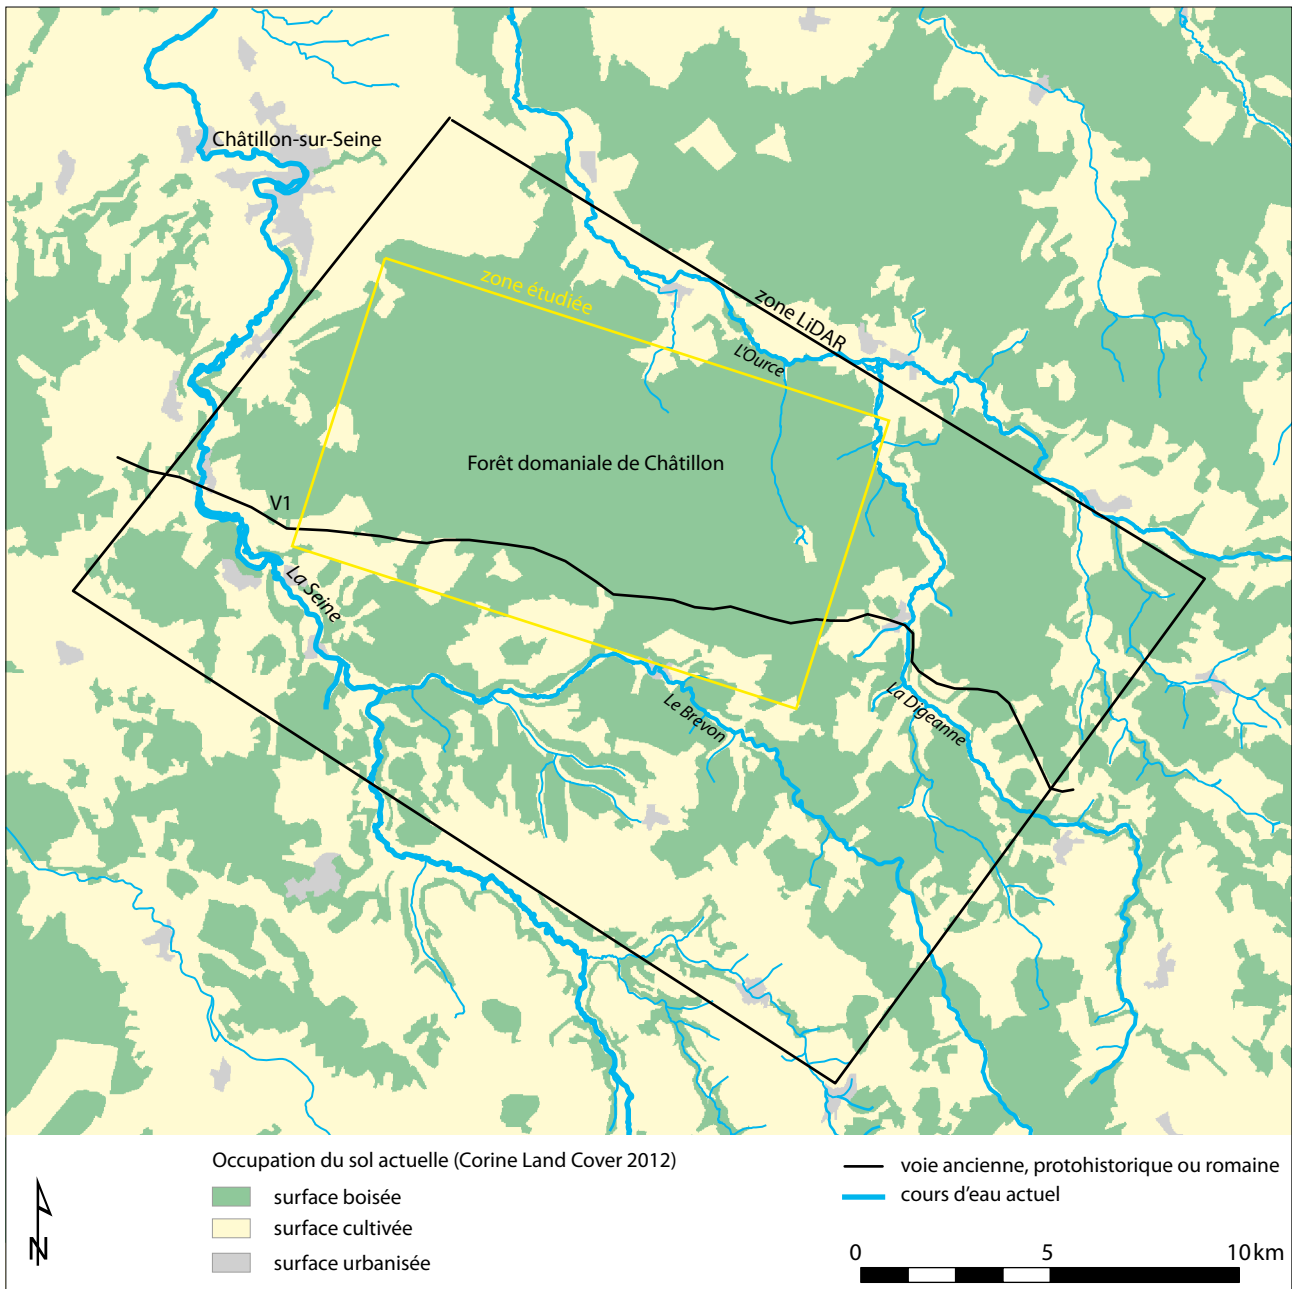 Châtillon-sur-Seine
zone étudiée
zone LiDAR
L'Ource
Forêt domaniale de Châtillon
V1
La Seine
Le Brevon
La Digeanne
Occupation du sol actuelle (Corine Land Cover 2012)
surface boisée
surface cultivée
surface urbanisée
voie ancienne, protohistorique ou romaine
cours d'eau actuel
N
0 5 10 km